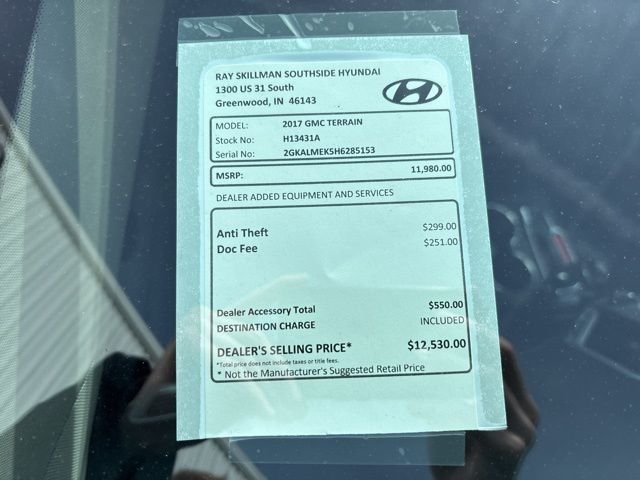 RAY SKILLMAN SOUTHSIDE HYUNDAI
1300 US 31 South
Greenwood, IN 46143
MODEL: 2017 GMC TERRAIN
Stock No: H13431A
Serial No: 2GKALMEK5H6285153
MSRP: 11,980.00
DEALER ADDED EQUIPMENT AND SERVICES
Anti Theft $299.00
Doc Fee $251.00
Dealer Accessory Total $550.00
DESTINATION CHARGE INCLUDED
DEALER'S SELLING PRICE* $12,530.00
*Total price does not include taxes or title fees.
* Not the Manufacturer's Suggested Retail Price